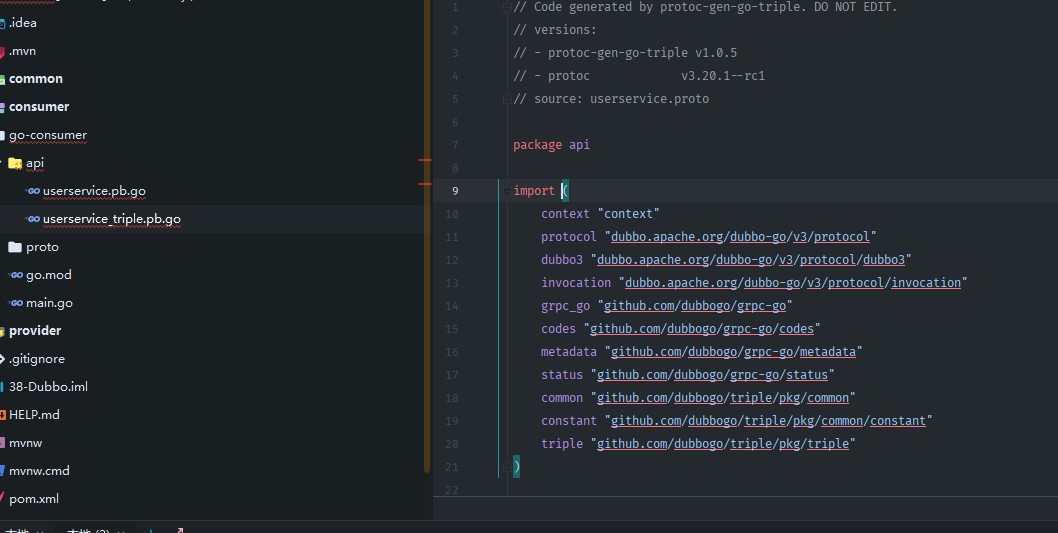 .idea
.mvn
common
consumer
go-consumer
api
userservice.pb.go
userservice_triple.pb.go
proto
go.mod
main.go
provider
.gitignore
38-Dubbo.iml
HELP.md
mvnw
mvnw.cmd
pom.xml
1 // Code generated by protoc-gen-go-triple. DO NOT EDIT.
2 // versions:
3 // - protoc-gen-go-triple v1.0.5
4 // - protoc             v3.20.1--rc1
5 // source: userservice.proto
6
7 package api
8
9 import (
10 context "context"
11 protocol "dubbo.apache.org/dubbo-go/v3/protocol"
12 dubbo3 "dubbo.apache.org/dubbo-go/v3/protocol/dubbo3"
13 invocation "dubbo.apache.org/dubbo-go/v3/protocol/invocation"
14 grpc_go "github.com/dubbogo/grpc-go"
15 codes "github.com/dubbogo/grpc-go/codes"
16 metadata "github.com/dubbogo/grpc-go/metadata"
17 status "github.com/dubbogo/grpc-go/status"
18 common "github.com/dubbogo/triple/pkg/common"
19 constant "github.com/dubbogo/triple/pkg/common/constant"
20 triple "github.com/dubbogo/triple/pkg/triple"
21 )
22